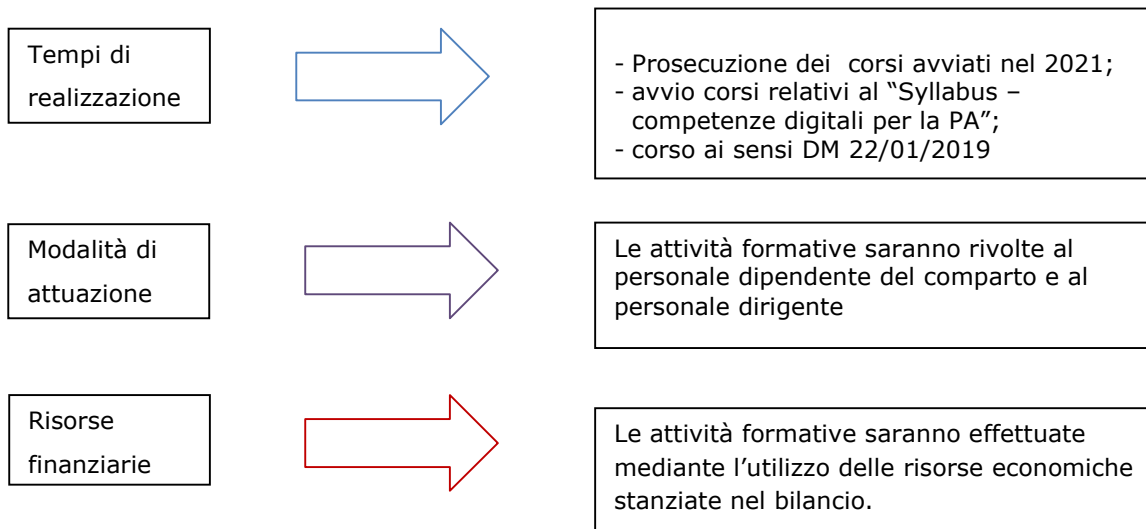 Tempi di
realizzazione
- Prosecuzione dei corsi avviati nel 2021;
- avvio corsi relativi al “Syllabus –
competenze digitali per la PA”;
- corso ai sensi DM 22/01/2019
Modalità di
attuazione
Le attività formative saranno rivolte al
personale dipendente del comparto e al
personale dirigente
Risorse
finanziarie
Le attività formative saranno effettuate
mediante l’utilizzo delle risorse economiche
stanziate nel bilancio.